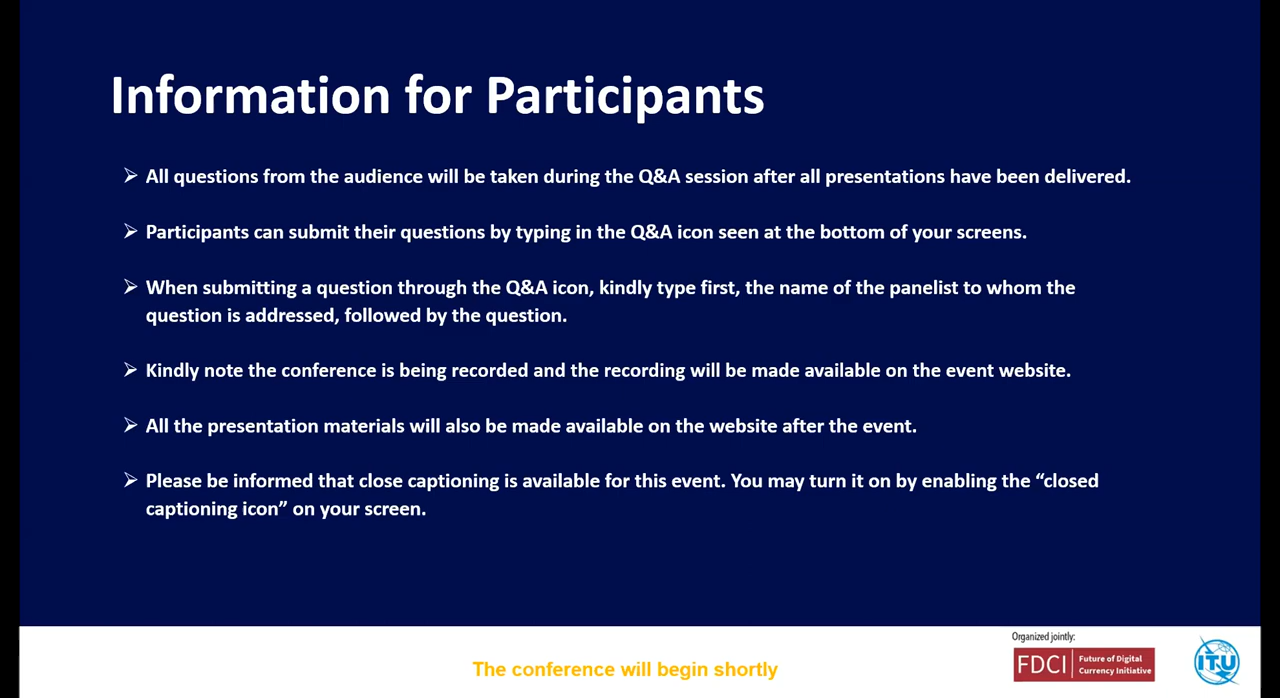 Information for Participants
➢ All questions from the audience will be taken during the Q&A session after all presentations have been delivered.
➢ Participants can submit their questions by typing in the Q&A icon seen at the bottom of your screens.
➢ When submitting a question through the Q&A icon, kindly type first, the name of the panelist to whom the
question is addressed, followed by the question.
➢ Kindly note the conference is being recorded and the recording will be made available on the event website.
➢ All the presentation materials will also be made available on the website after the event.
➢ Please be informed that close captioning is available for this event. You may turn it on by enabling the “closed
captioning icon” on your screen.
The conference will begin shortly
Organized jointly:
FDCI
Future of Digital
Currency Initiative
ITU